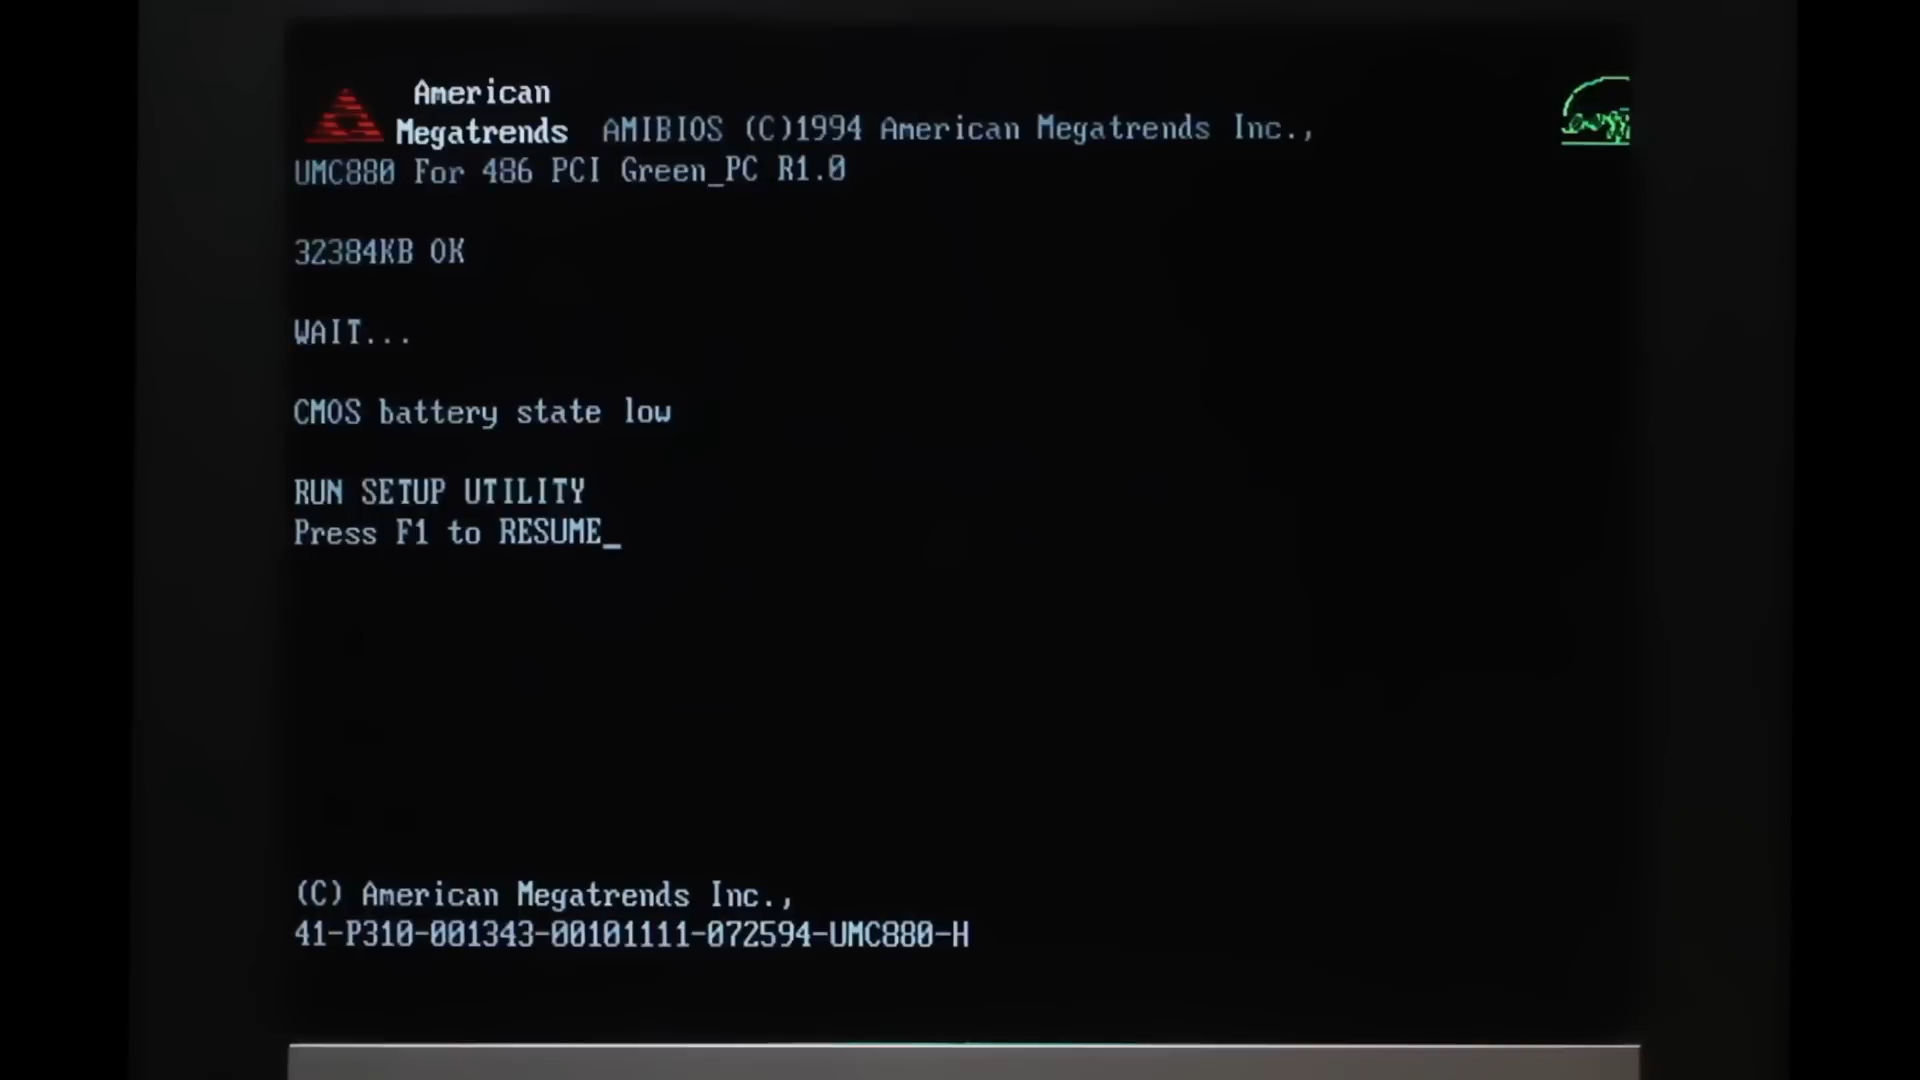 American
Megatrends AMIBIOS (C)1994 American Megatrends Inc.,
UMC880 For 486 PCI Green_PC R1.0
32384KB OK
WAIT...
CMOS battery state low
RUN SETUP UTILITY
Press F1 to RESUME_
(C) American Megatrends Inc.,
41-P310-001343-00101111-072594-UMC880-H